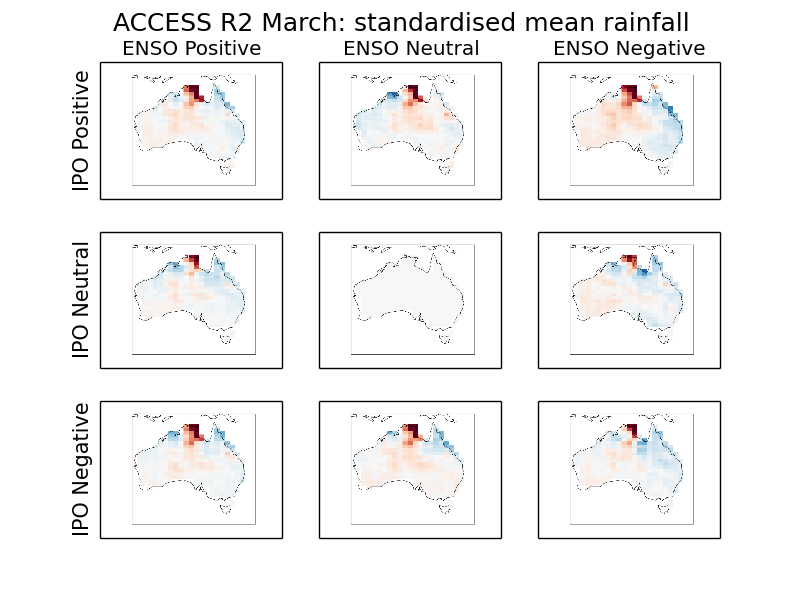 ACCESS R2 March: standardised mean rainfall
ENSO Positive
ENSO Neutral
ENSO Negative
IPO Positive
IPO Neutral
IPO Negative